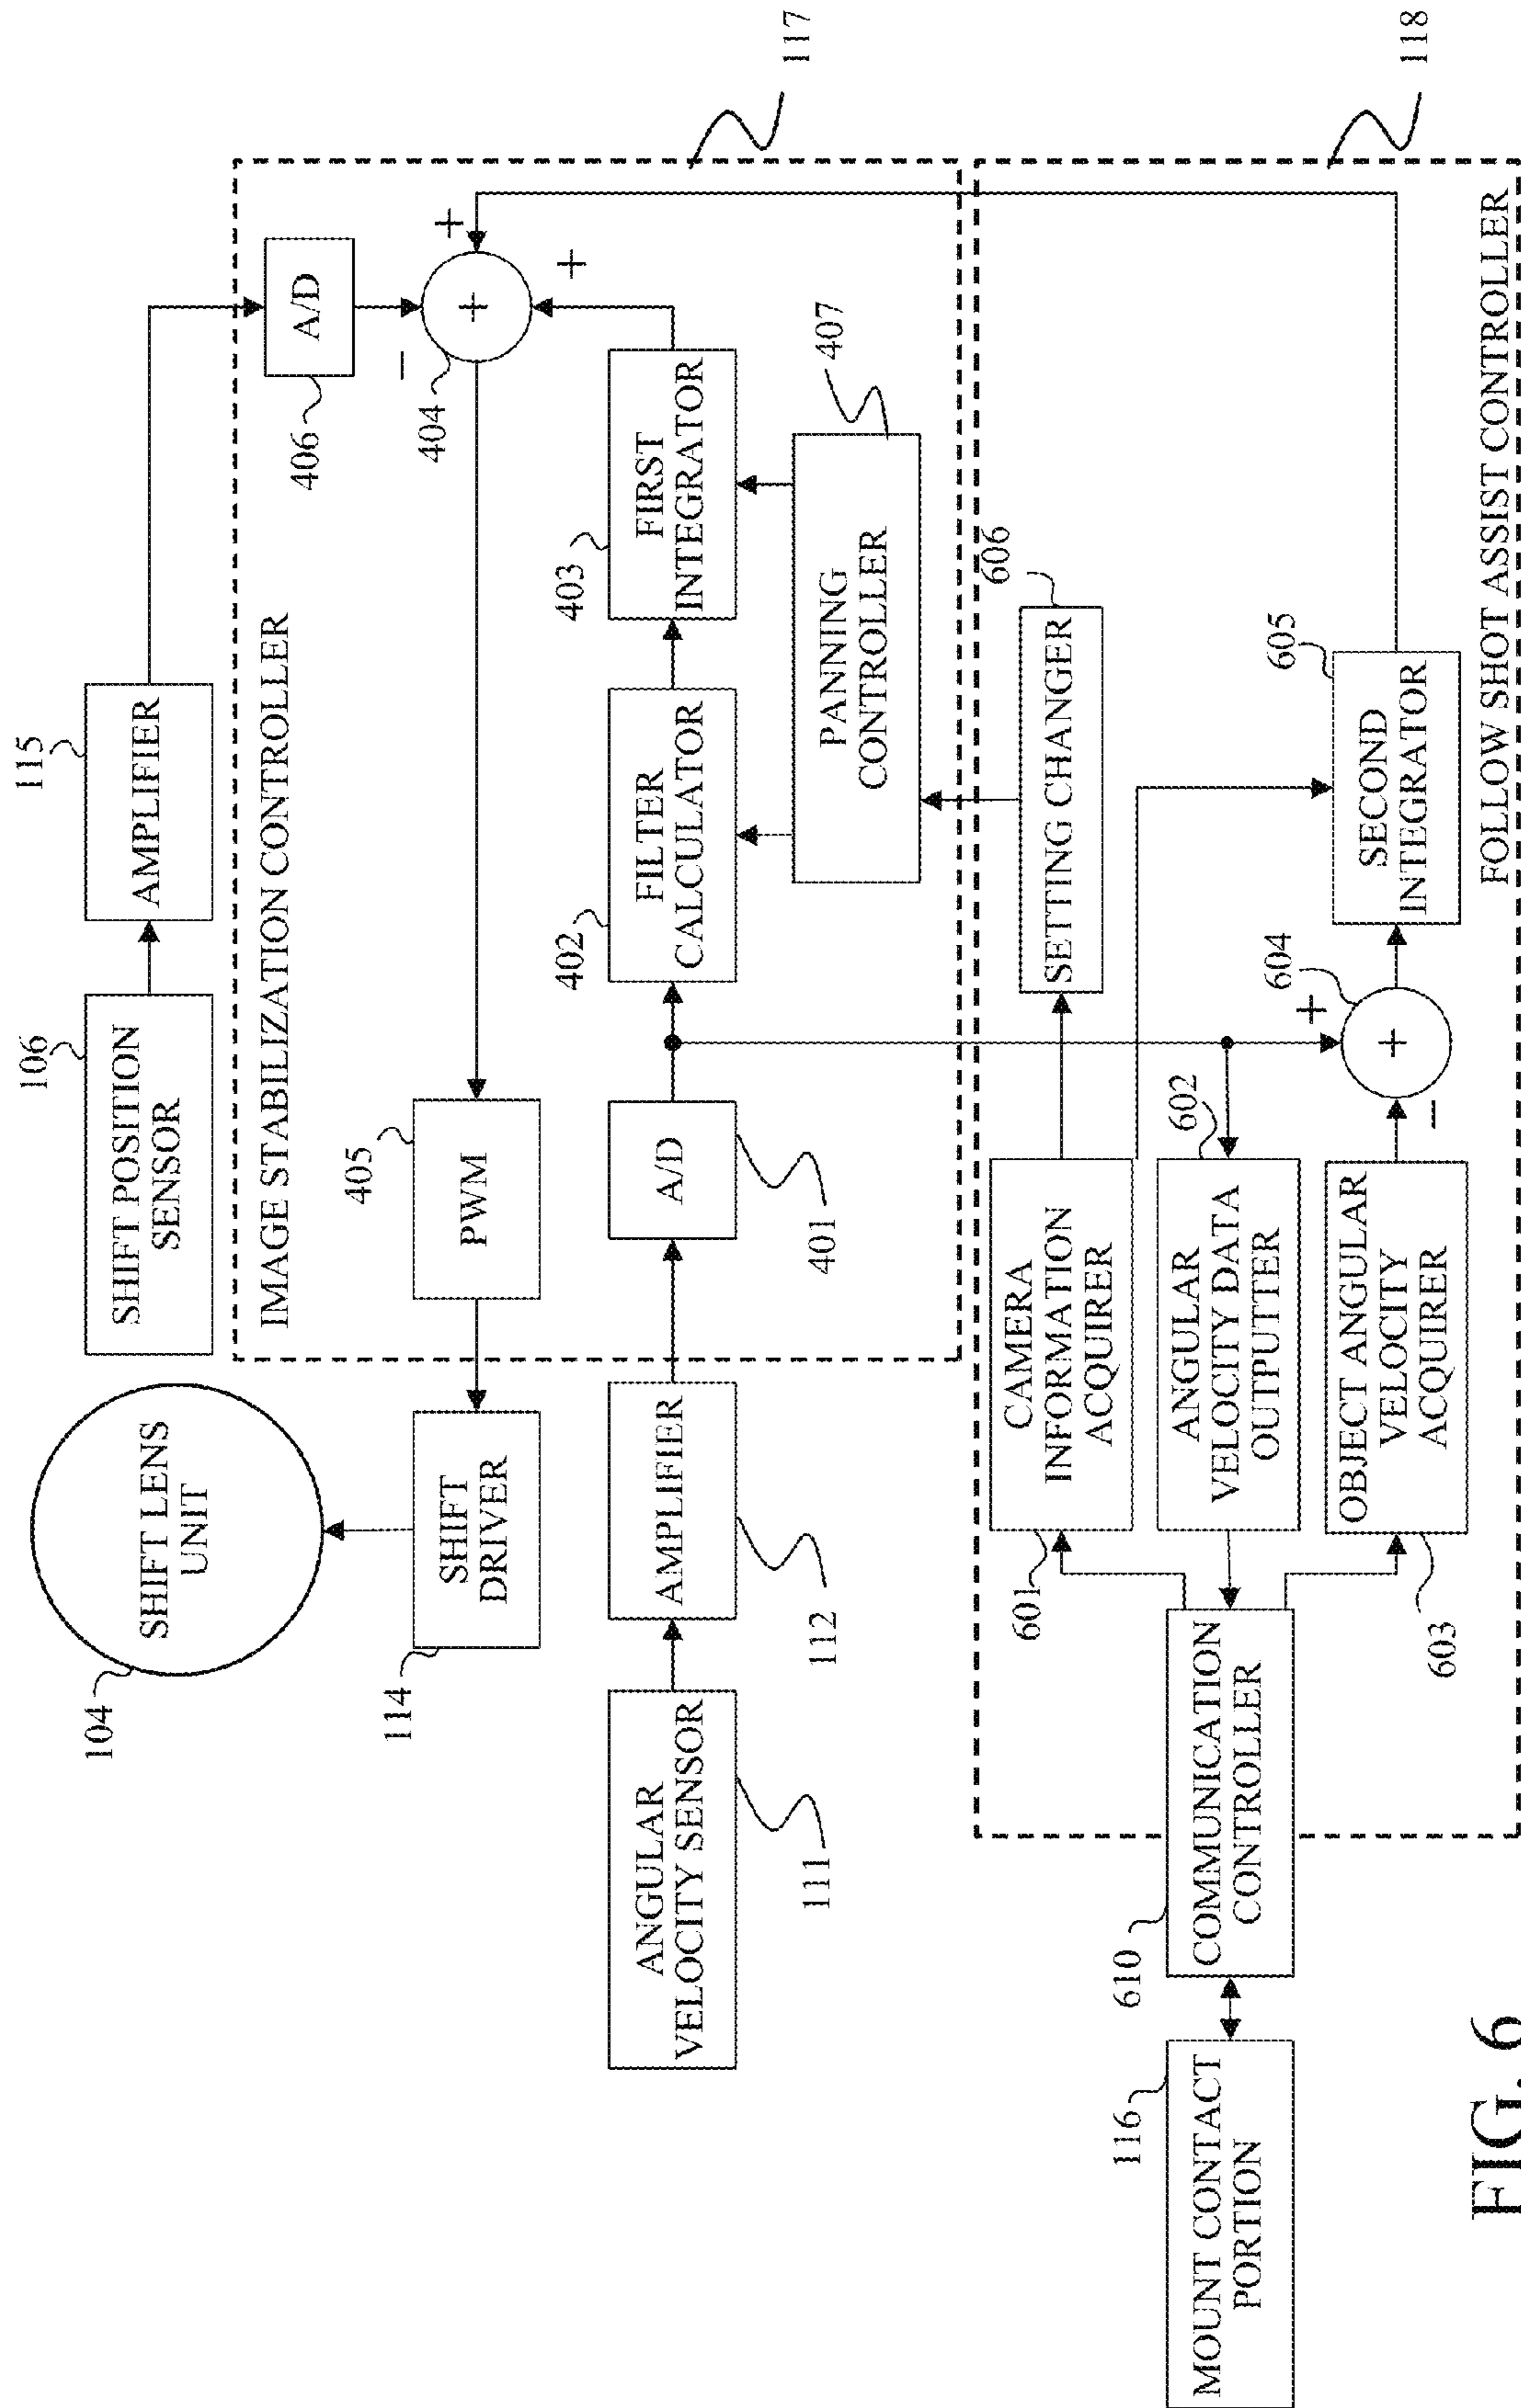 106
SHIFT POSITION
SENSOR
115
AMPLIFIER
104
SHIFT LENS
UNIT
IMAGE STABILIZATION CONTROLLER
117
A/D
406
114
SHIFT
DRIVER
405
PWM
−
+
404
+
+
111
ANGULAR
VELOCITY SENSOR
112
AMPLIFIER
401
A/D
402
FILTER
CALCULATOR
403
FIRST
INTEGRATOR
407
PANNING
CONTROLLER
118
606
SETTING CHANGER
601
CAMERA
INFORMATION
ACQUIRER
116
MOUNT CONTACT
PORTION
610
COMMUNICATION
CONTROLLER
602
ANGULAR
VELOCITY DATA
OUTPUTTER
603
OBJECT ANGULAR
VELOCITY
ACQUIRER
604
+
+
−
605
SECOND
INTEGRATOR
FOLLOW SHOT ASSIST CONTROLLER
FIG. 6